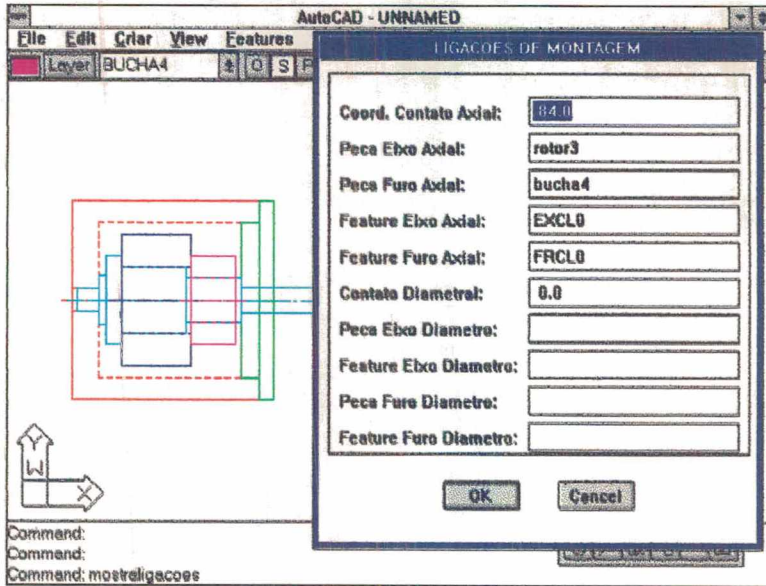 AutoCAD - UNNAMED
File Edit Criar View Features
Layer BUCHA4 O S
LIGACOES DE MONTAGEM
Coord. Contato Axial: 84.0
Peca Eixo Axial: rotor3
Peca Furo Axial: bucha4
Feature Eixo Axial: EXCL0
Feature Furo Axial: FRCL0
Contato Diametral: 0.0
Peca Eixo Diametro:
Feature Eixo Diametro:
Peca Furo Diametro:
Feature Furo Diametro:
OK Cancel
Y
W
X
Command:
Command:
Command: mostraligacoes